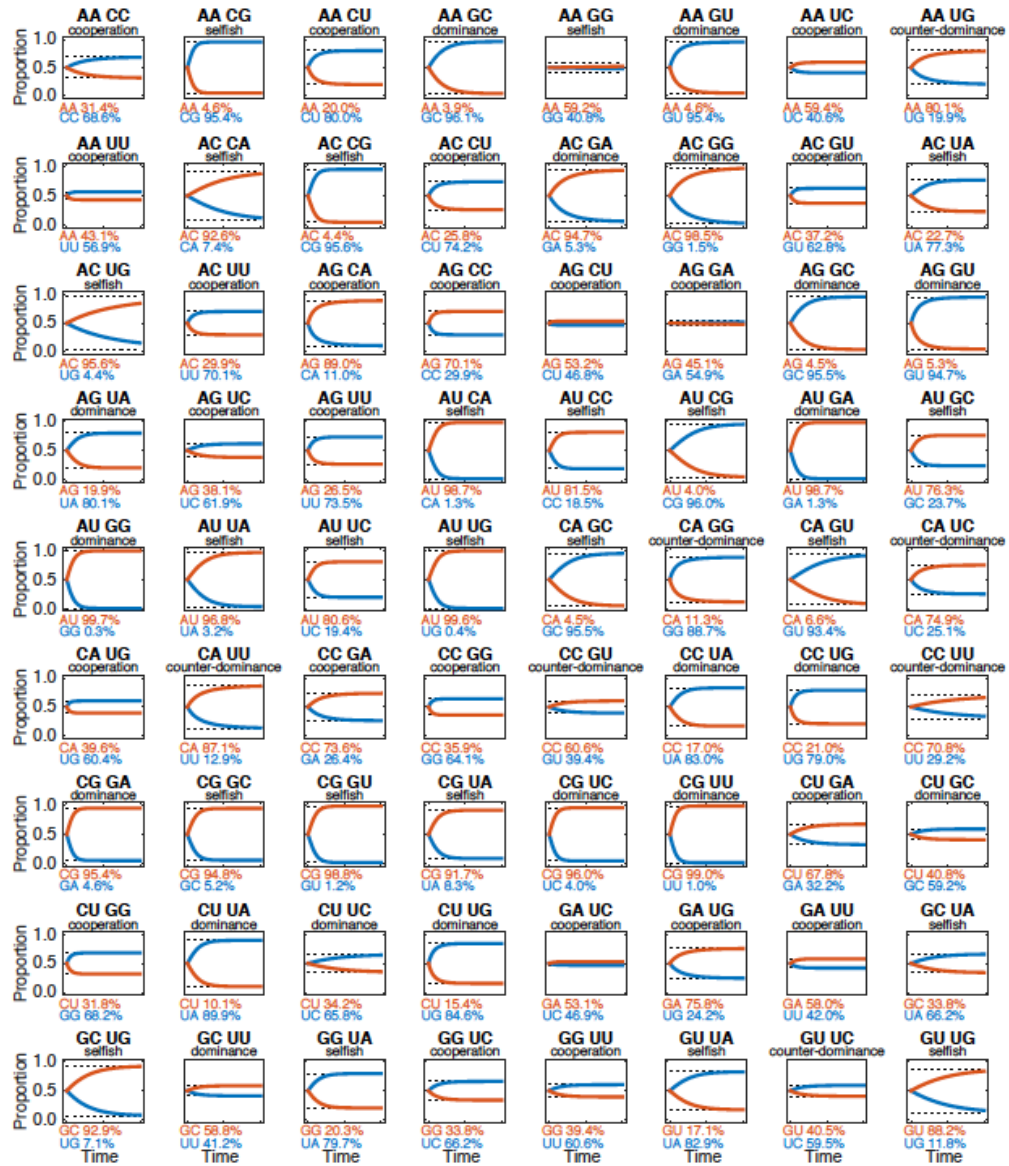 AA CC AA CG AA CU AA GC AA GG AA GU AA UC AA UG
cooperation selfish cooperation dominance selfish dominance cooperation counter-dominance
Proportion
1.0
0.5
0.0
AA 31.4% AA 4.6% AA 20.0% AA 3.9% AA 59.2% AA 4.6% AA 59.4% AA 80.1%
CC 68.6% CG 95.4% CU 80.0% GC 96.1% GG 40.8% GU 95.4% UC 40.6% UG 19.9%
AA UU AC CA AC CG AC CU AC GA AC GG AC GU AC UA
cooperation selfish selfish cooperation dominance dominance cooperation selfish
Proportion
1.0
0.5
0.0
AA 43.1% AC 92.6% AC 4.4% AC 25.8% AC 94.7% AC 98.5% AC 37.2% AC 22.7%
UU 56.9% CA 7.4% CG 95.6% CU 74.2% GA 5.3% GG 1.5% GU 62.8% UA 77.3%
AC UG AC UU AG CA AG CC AG CU AG GA AG GC AG GU
selfish cooperation cooperation cooperation cooperation cooperation dominance dominance
Proportion
1.0
0.5
0.0
AC 95.6% AC 29.9% AG 89.0% AG 70.1% AG 53.2% AG 45.1% AG 4.5% AG 5.3%
UG 4.4% UU 70.1% CA 11.0% CC 29.9% CU 46.8% GA 54.9% GC 95.5% GU 94.7%
AG UA AG UC AG UU AU CA AU CC AU CG AU GA AU GC
dominance cooperation cooperation selfish selfish selfish dominance selfish
Proportion
1.0
0.5
0.0
AG 19.9% AG 38.1% AG 26.5% AU 98.7% AU 81.5% AU 4.0% AU 98.7% AU 76.3%
UA 80.1% UC 61.9% UU 73.5% CA 1.3% CC 18.5% CG 96.0% GA 1.3% GC 23.7%
AU GG AU UA AU UC AU UG CA GC CA GG CA GU CA UC
dominance selfish selfish selfish selfish counter-dominance selfish counter-dominance
Proportion
1.0
0.5
0.0
AU 99.7% AU 96.8% AU 80.6% AU 99.6% CA 4.5% CA 11.3% CA 6.6% CA 74.9%
GG 0.3% UA 3.2% UC 19.4% UG 0.4% GC 95.5% GG 88.7% GU 93.4% UC 25.1%
CA UG CA UU CC GA CC GG CC GU CC UA CC UG CC UU
cooperation counter-dominance cooperation cooperation counter-dominance dominance dominance counter-dominance
Proportion
1.0
0.5
0.0
CA 39.6% CA 87.1% CC 73.6% CC 35.9% CC 60.6% CC 17.0% CC 21.0% CC 70.8%
UG 60.4% UU 12.9% GA 26.4% GG 64.1% GU 39.4% UA 83.0% UG 79.0% UU 29.2%
CG GA CG GC CG GU CG UA CG UC CG UU CU GA CU GC
dominance selfish selfish selfish dominance dominance cooperation dominance
Proportion
1.0
0.5
0.0
CG 95.4% CG 94.8% CG 98.8% CG 91.7% CG 96.0% CG 99.0% CU 67.8% CU 40.8%
GA 4.6% GC 5.2% GU 1.2% UA 8.3% UC 4.0% UU 1.0% GA 32.2% GC 59.2%
CU GG CU UA CU UC CU UG GA UC GA UG GA UU GC UA
cooperation dominance dominance dominance cooperation cooperation cooperation selfish
Proportion
1.0
0.5
0.0
CU 31.8% CU 10.1% CU 34.2% CU 15.4% GA 53.1% GA 75.8% GA 58.0% GC 33.8%
GG 68.2% UA 89.9% UC 65.8% UG 84.6% UC 46.9% UG 24.2% UU 42.0% UA 66.2%
GC UG GC UU GG UA GG UC GG UU GU UA GU UC GU UG
selfish dominance selfish cooperation cooperation selfish counter-dominance selfish
Proportion
1.0
0.5
0.0
GC 92.9% GC 58.8% GG 20.3% GG 33.8% GG 39.4% GU 17.1% GU 40.5% GU 88.2%
UG 7.1% UU 41.2% UA 79.7% UC 66.2% UU 60.6% UA 82.9% UC 59.5% UG 11.8%
Time Time Time Time Time Time Time Time